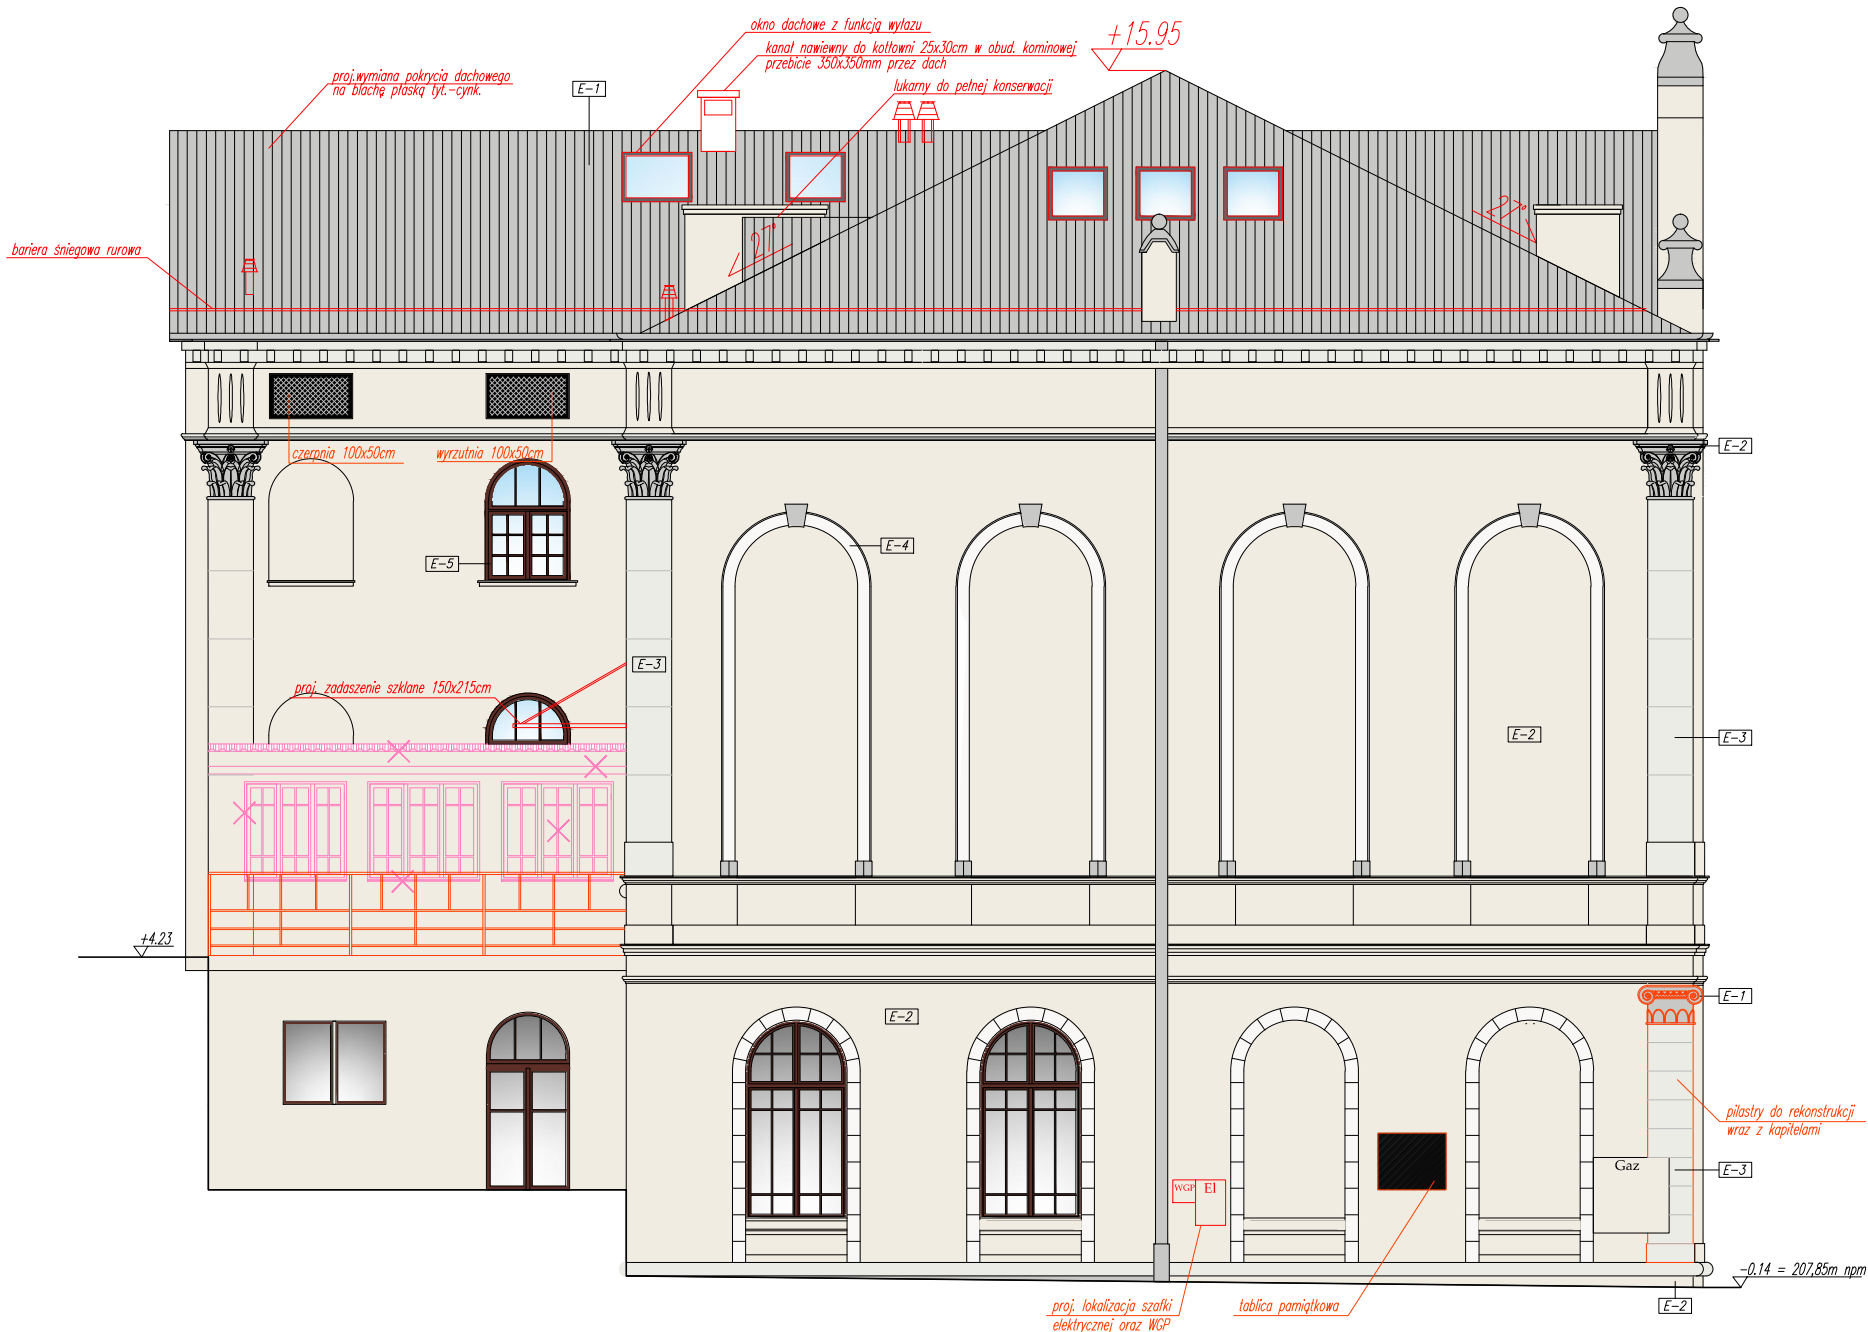 okno dachowe z funkcją wyłazu
+15.95
kanał nawiewny do kotłowni 25x30cm w obud. kominowej
przebicie 350x350mm przez dach
proj.wymiana pokrycia dachowego
na blachę płaską tyt.-cynk.
E-1
lukarny do pełnej konserwacji
27°
27°
bariera śniegowa rurowa
czerpnia 100x50cm
wyrzutnia 100x50cm
E-2
E-4
E-5
E-3
proj. zadaszenie szklane 150x215cm
E-2
E-3
+4.23
E-1
E-2
pilastry do rekonstrukcji
wraz z kapitelami
Gaz
E-3
WGP
El
-0.14 = 207,85m npm
E-2
proj. lokalizacja szafki
elektrycznej oraz WGP
tablica pamiątkowa